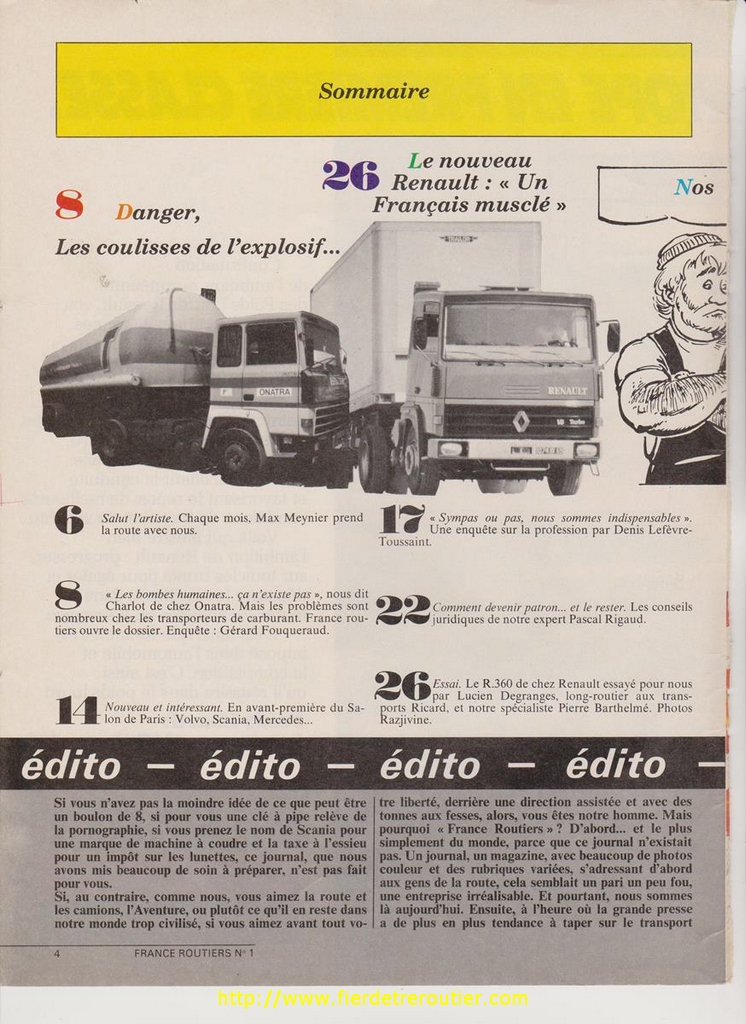 Sommaire
8 Danger,
Les coulisses de l'explosif...
26 Le nouveau
Renault : « Un
Français musclé »
Nos
TRAILOR
ONATRA
RENAULT
Turbo
6 Salut l'artiste. Chaque mois, Max Meynier prend
la route avec nous.
8 « Les bombes humaines... ça n'existe pas », nous dit
Charlot de chez Onatra. Mais les problèmes sont
nombreux chez les transporteurs de carburant. France rou-
tiers ouvre le dossier. Enquête : Gérard Fouqueraud.
14 Nouveau et intéressant. En avant-première du Sa-
lon de Paris : Volvo, Scania, Mercedes...
17 « Sympas ou pas, nous sommes indispensables ».
Une enquête sur la profession par Denis Lefèvre-
Toussaint.
22 Comment devenir patron... et le rester. Les conseils
juridiques de notre expert Pascal Rigaud.
26 Essai. Le R.360 de chez Renault essayé pour nous
par Lucien Degranges, long-routier aux trans-
ports Ricard, et notre spécialiste Pierre Barthelmé. Photos
Razjivine.
édito — édito — édito — édito —
Si vous n'avez pas la moindre idée de ce que peut être
un boulon de 8, si pour vous une clé à pipe relève de
la pornographie, si vous prenez le nom de Scania pour
une marque de machine à coudre et la taxe à l'essieu
pour un impôt sur les lunettes, ce journal, que nous
avons mis beaucoup de soin à préparer, n'est pas fait
pour vous.
Si, au contraire, comme nous, vous aimez la route et
les camions, l'Aventure, ou plutôt ce qu'il en reste dans
notre monde trop civilisé, si vous aimez avant tout vo-
tre liberté, derrière une direction assistée et avec des
tonnes aux fesses, alors, vous êtes notre homme. Mais
pourquoi « France Routiers » ? D'abord... et le plus
simplement du monde, parce que ce journal n'existait
pas. Un journal, un magazine, avec beaucoup de photos
couleur et des rubriques variées, s'adressant d'abord
aux gens de la route, cela semblait un pari un peu fou,
une entreprise irréalisable. Et pourtant, nous sommes
là aujourd'hui. Ensuite, à l'heure où la grande presse
a de plus en plus tendance à taper sur le transport
4 FRANCE ROUTIERS N° 1
http://www.fierdetreroutier.com